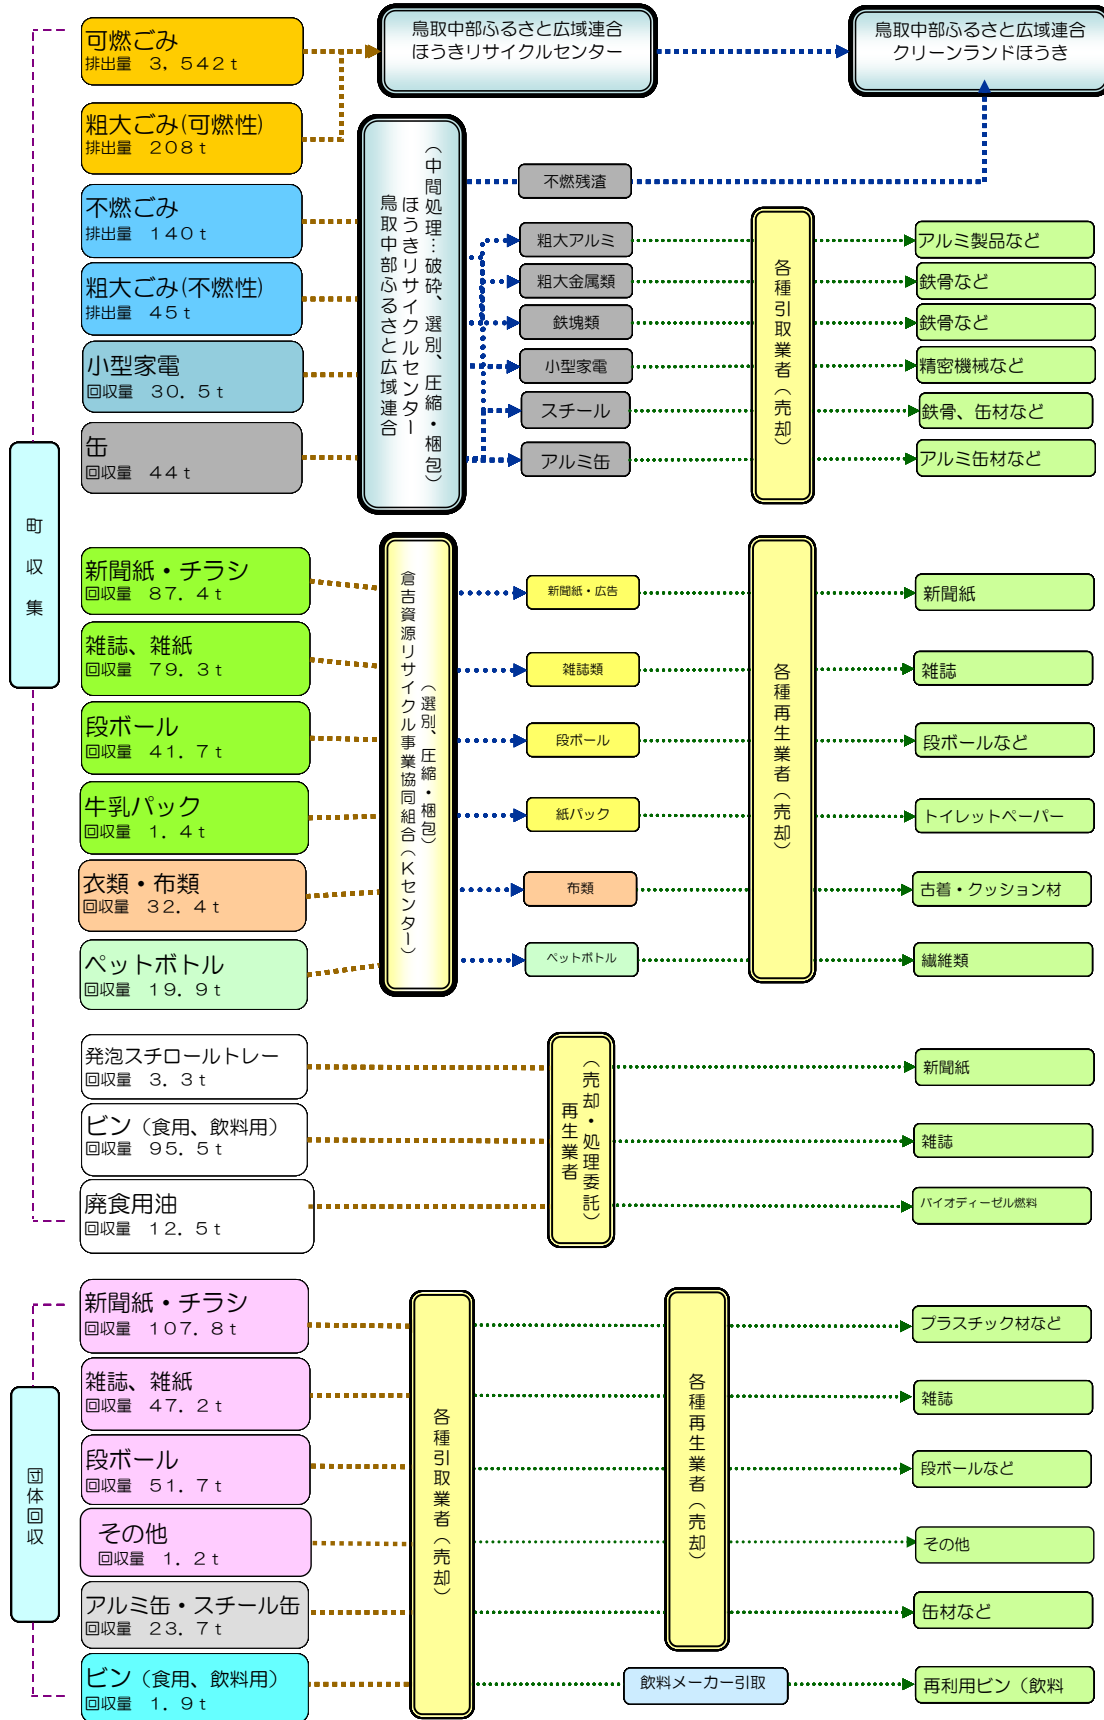 可燃ごみ
排出量 3，542ｔ
鳥取中部ふるさと広域連合
ほうきリサイクルセンター
鳥取中部ふるさと広域連合
クリーンランドほうき
粗大ごみ(可燃性)
排出量 208ｔ
不燃ごみ
排出量 140ｔ
粗大ごみ(不燃性)
排出量 45ｔ
小型家電
回収量 30．5ｔ
缶
回収量 44ｔ
鳥取中部ふるさと広域連合
ほうきリサイクルセンター
（中間処理…破砕、選別、圧縮・梱包）
不燃残渣
粗大アルミ
粗大金属類
鉄塊類
小型家電
スチール
アルミ缶
各種引取業者（売却）
アルミ製品など
鉄骨など
鉄骨など
精密機械など
鉄骨、缶材など
アルミ缶材など
町収集
新聞紙・チラシ
回収量 87．4ｔ
雑誌、雑紙
回収量 79．3ｔ
段ボール
回収量 41．7ｔ
牛乳パック
回収量 1．4ｔ
衣類・布類
回収量 32．4ｔ
ペットボトル
回収量 19．9ｔ
倉吉資源リサイクル事業協同組合（Ｋセンター）
（選別、圧縮・梱包）
新聞紙・広告
雑誌類
段ボール
紙パック
布類
ペットボトル
各種再生業者（売却）
新聞紙
雑誌
段ボールなど
トイレットペーパー
古着・クッション材
繊維類
発泡スチロールトレー
回収量 3．3ｔ
ビン（食用、飲料用）
回収量 95．5ｔ
廃食用油
回収量 12．5ｔ
再生業者
（売却・処理委託）
新聞紙
雑誌
バイオディーゼル燃料
団体回収
新聞紙・チラシ
回収量 107．8ｔ
雑誌、雑紙
回収量 47．2ｔ
段ボール
回収量 51．7ｔ
その他
回収量 1．2ｔ
アルミ缶・スチール缶
回収量 23．7ｔ
ビン（食用、飲料用）
回収量 1．9ｔ
各種引取業者（売却）
各種再生業者（売却）
飲料メーカー引取
プラスチック材など
雑誌
段ボールなど
その他
缶材など
再利用ビン（飲料